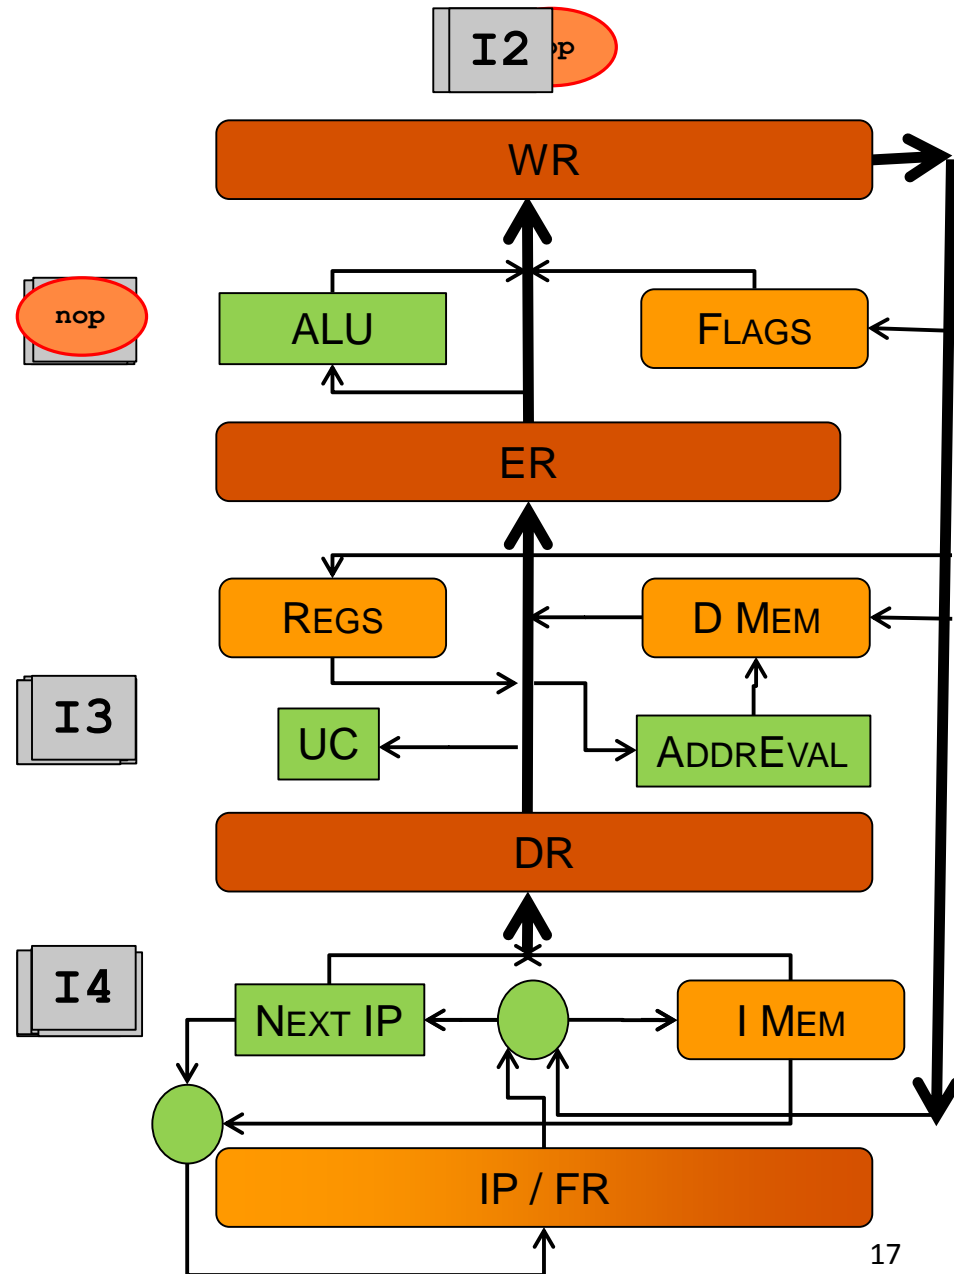 I2
WR
nop
ALU
FLAGS
ER
REGS
D MEM
I3
UC
ADDREVAL
DR
I4
NEXT IP
I MEM
IP / FR
17